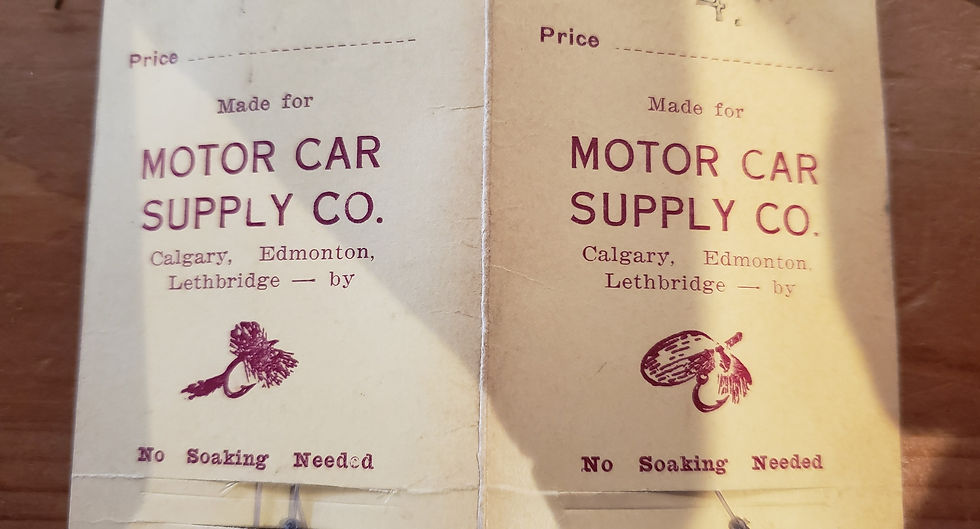 4.
Price
Made for
MOTOR CAR
SUPPLY CO.
Calgary, Edmonton,
Lethbridge — by
No Soaking Needed
Price
Made for
MOTOR CAR
SUPPLY CO.
Calgary, Edmonton.
Lethbridge — by
No Soaking Needed